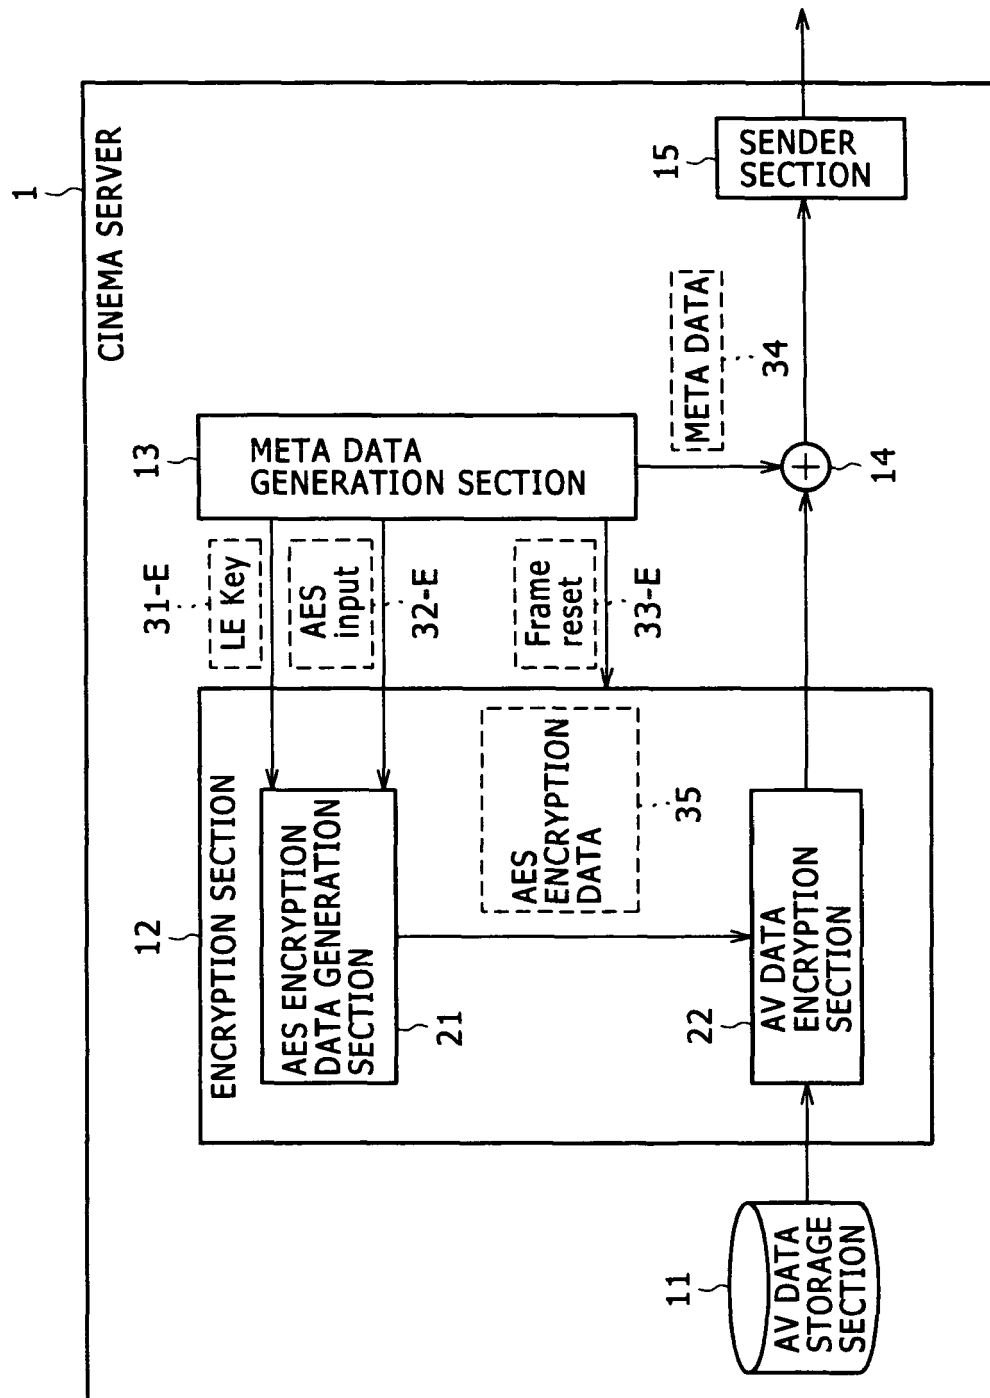 1
CINEMA SERVER
12
ENCRYPTION SECTION
AES ENCRYPTION
DATA GENERATION
SECTION
21
31-E
LE Key
AES
input
32-E
Frame
reset
33-E
13
META DATA
GENERATION SECTION
AES
ENCRYPTION
DATA
35
META DATA
34
11
AV DATA
STORAGE
SECTION
22
AV DATA
ENCRYPTION
SECTION
+
14
15
SENDER
SECTION